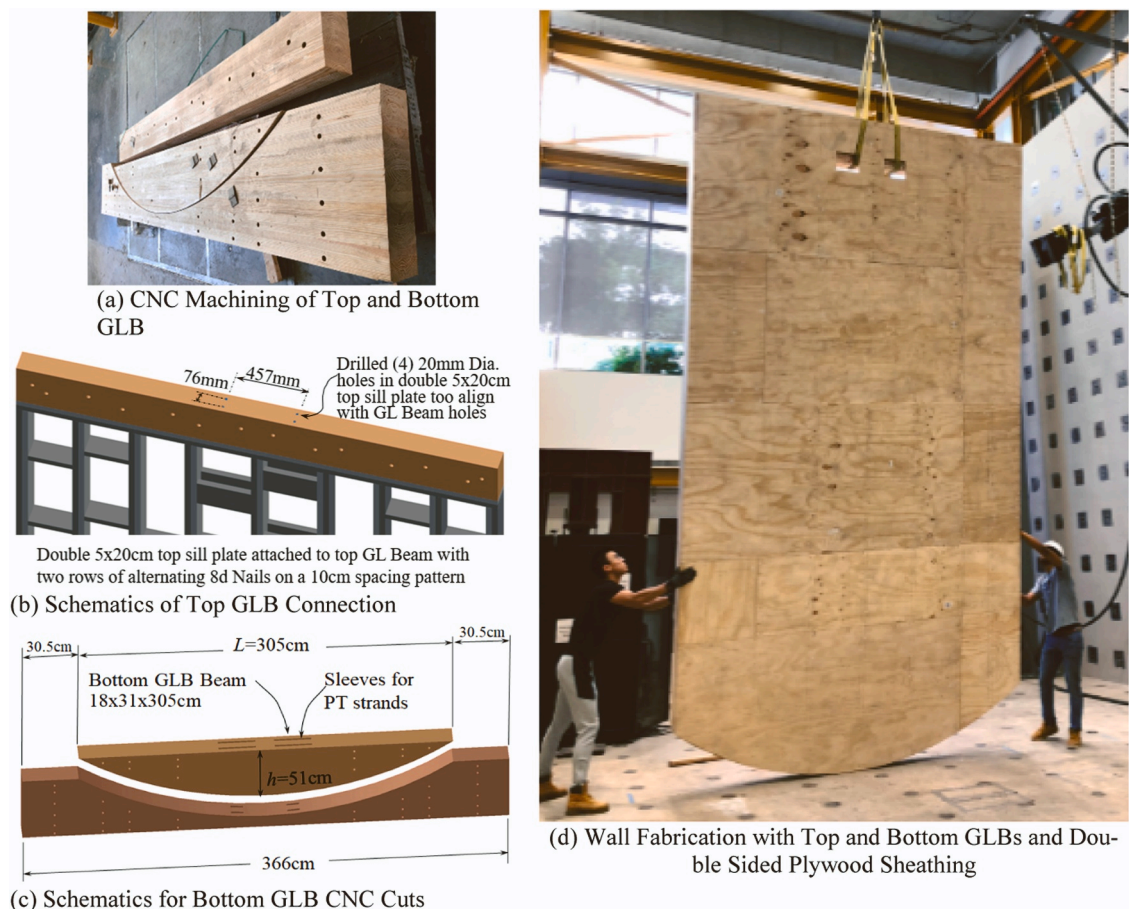 (a) CNC Machining of Top and Bottom
GLB
76mm
457mm
Drilled (4) 20mm Dia.
holes in double 5x20cm
top sill plate too align
with GL Beam holes
Double 5x20cm top sill plate attached to top GL Beam with
two rows of alternating 8d Nails on a 10cm spacing pattern
(b) Schematics of Top GLB Connection
30.5cm
L=305cm
30.5cm
Bottom GLB Beam
18x31x305cm
Sleeves for
PT strands
h=51cm
366cm
(c) Schematics for Bottom GLB CNC Cuts
(d) Wall Fabrication with Top and Bottom GLBs and Dou-
ble Sided Plywood Sheathing